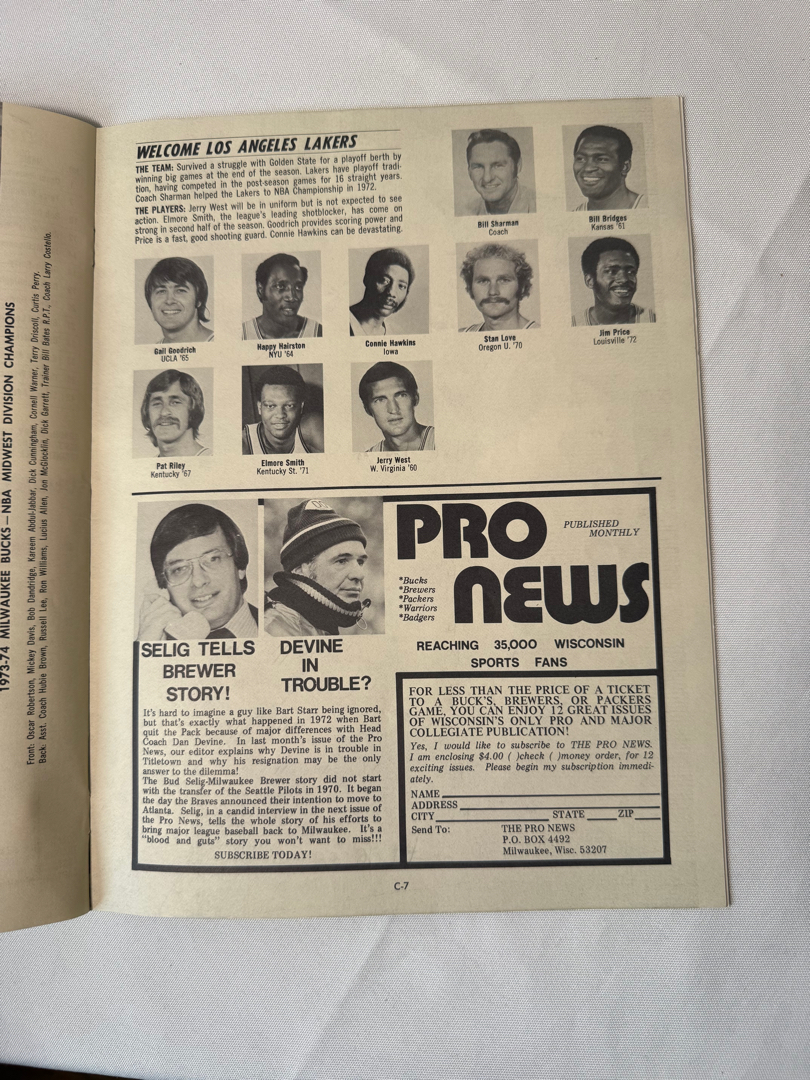 1973-74 MILWAUKEE BUCKS — NBA MIDWEST DIVISION CHAMPIONS
Front: Oscar Robertson, Mickey Davis, Bob Dandridge, Kareem Abdul-Jabbar, Dick Cunningham, Cornell Warner, Terry Driscoll, Curtis Perry.
Back: Asst. Coach Hubie Brown, Russell Lee, Ron Williams, Lucius Allen, Jon McGlocklin, Dick Garrett, Trainer Bill Bates R.P.T., Coach Larry Costello.
WELCOME LOS ANGELES LAKERS
THE TEAM: Survived a struggle with Golden State for a playoff berth by
winning big games at the end of the season. Lakers have playoff tradi-
tion, having competed in the post-season games for 16 straight years.
Coach Sharman helped the Lakers to NBA Championship in 1972.
THE PLAYERS: Jerry West will be in uniform but is not expected to see
action. Elmore Smith, the league's leading shotblocker, has come on
strong in second half of the season. Goodrich provides scoring power and
Price is a fast, good shooting guard. Connie Hawkins can be devastating.
Bill Sharman
Coach
Bill Bridges
Kansas '61
Gail Goodrich
UCLA '65
Happy Hairston
NYU '64
Connie Hawkins
Iowa
Stan Love
Oregon U. '70
Jim Price
Louisville '72
Pat Riley
Kentucky '67
Elmore Smith
Kentucky St. '71
Jerry West
W. Virginia '60
SELIG TELLS
BREWER
STORY!
DEVINE
IN
TROUBLE?
It's hard to imagine a guy like Bart Starr being ignored,
but that's exactly what happened in 1972 when Bart
quit the Pack because of major differences with Head
Coach Dan Devine. In last month's issue of the Pro
News, our editor explains why Devine is in trouble in
Titletown and why his resignation may be the only
answer to the dilemma!
The Bud Selig-Milwaukee Brewer story did not start
with the transfer of the Seattle Pilots in 1970. It began
the day the Braves announced their intention to move to
Atlanta. Selig, in a candid interview in the next issue of
the Pro News, tells the whole story of his efforts to
bring major league baseball back to Milwaukee. It's a
"blood and guts" story you won't want to miss!!!
SUBSCRIBE TODAY!
PRO
NEWS
PUBLISHED
MONTHLY
*Bucks
*Brewers
*Packers
*Warriors
*Badgers
REACHING 35,000 WISCONSIN
SPORTS FANS
FOR LESS THAN THE PRICE OF A TICKET
TO A BUCK'S, BREWERS, OR PACKERS
GAME, YOU CAN ENJOY 12 GREAT ISSUES
OF WISCONSIN'S ONLY PRO AND MAJOR
COLLEGIATE PUBLICATION!
Yes, I would like to subscribe to THE PRO NEWS.
I am enclosing $4.00 ( )check ( )money order, for 12
exciting issues. Please begin my subscription immedi-
ately.
NAME
ADDRESS
CITY STATE ZIP
Send To: THE PRO NEWS
P.O. BOX 4492
Milwaukee, Wisc. 53207
C-7